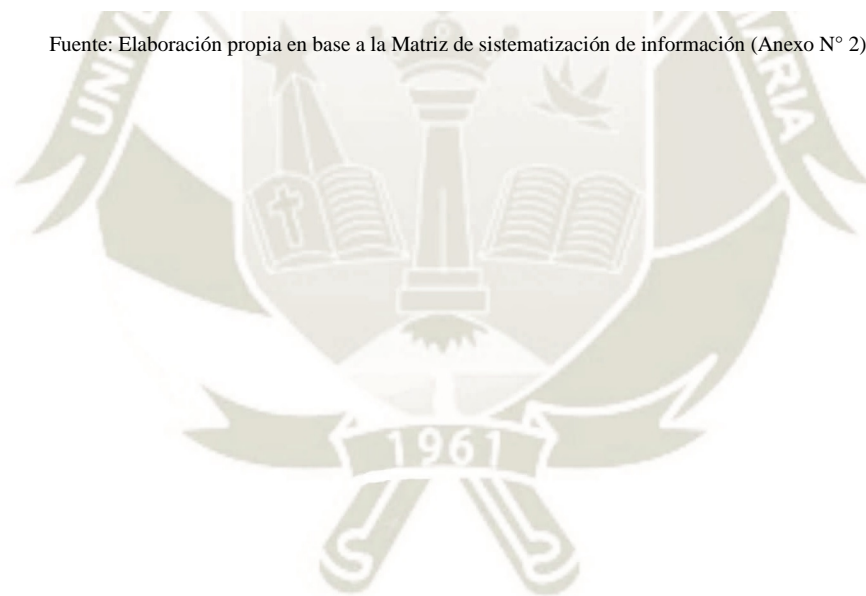 Fuente: Elaboración propia en base a la Matriz de sistematización de información (Anexo N° 2)
1961